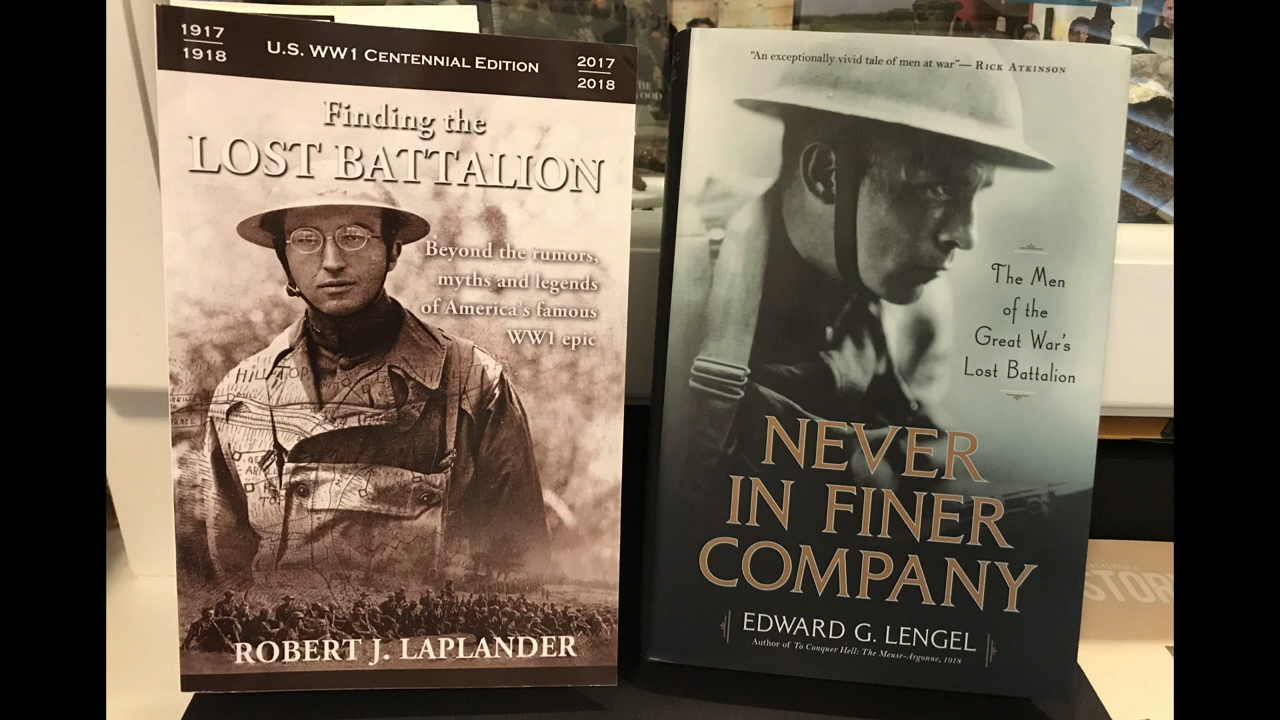 1917
1918
U.S. WW1 CENTENNIAL EDITION
2017
2018
Finding the
LOST BATTALION
Beyond the rumors,
myths and legends
of America's famous
WW1 epic
HILLTOP
ROBERT J. LAPLANDER
"An exceptionally vivid tale of men at war"— RICK ATKINSON
The Men
of the
Great War's
Lost Battalion
NEVER
IN FINER
COMPANY
EDWARD G. LENGEL
Author of To Conquer Hell: The Meuse-Argonne, 1918